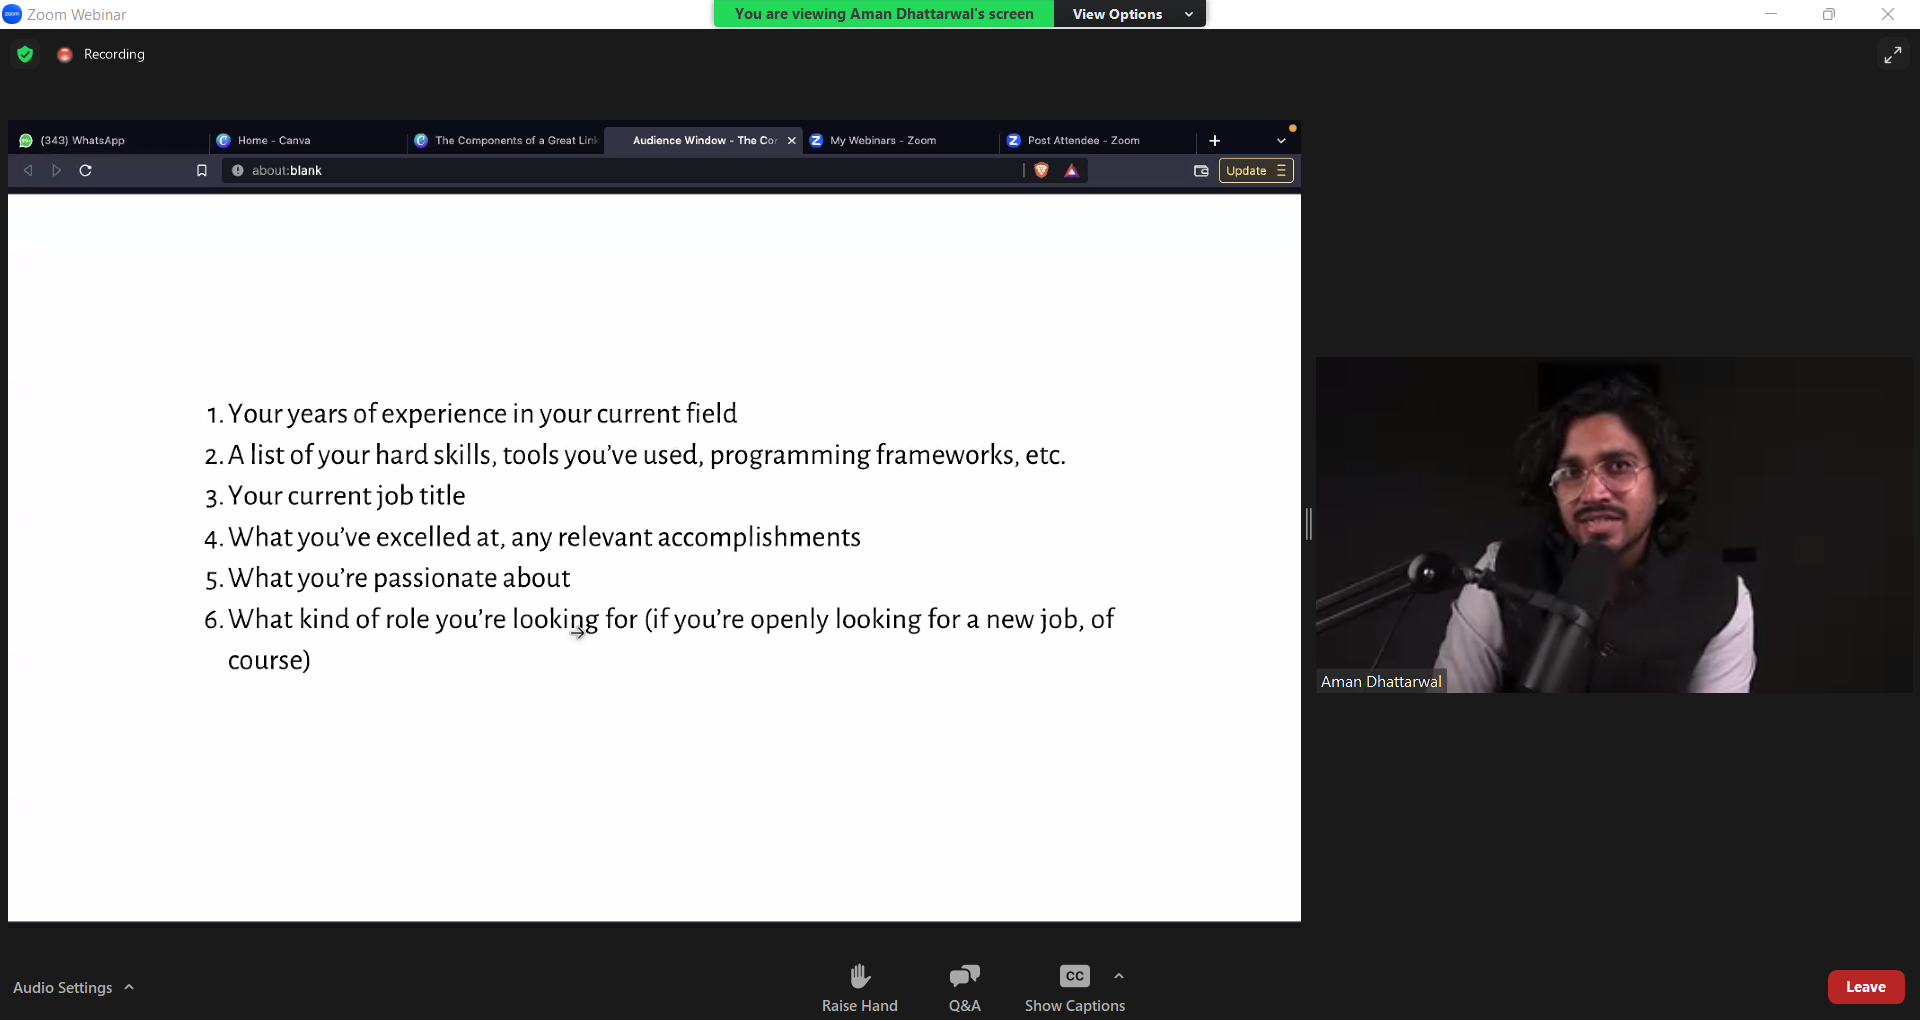 Zoom Webinar
You are viewing Aman Dhattarwal's screen View Options
Recording
(343) WhatsApp Home - Canva The Components of a Great Link Audience Window - The Cor My Webinars - Zoom Post Attendee - Zoom
about:blank Update
1. Your years of experience in your current field
2. A list of your hard skills, tools you've used, programming frameworks, etc.
3. Your current job title
4. What you've excelled at, any relevant accomplishments
5. What you're passionate about
6. What kind of role you're looking for (if you're openly looking for a new job, of
course)
Aman Dhattarwal
Audio Settings
CC
Raise Hand Q&A Show Captions
Leave